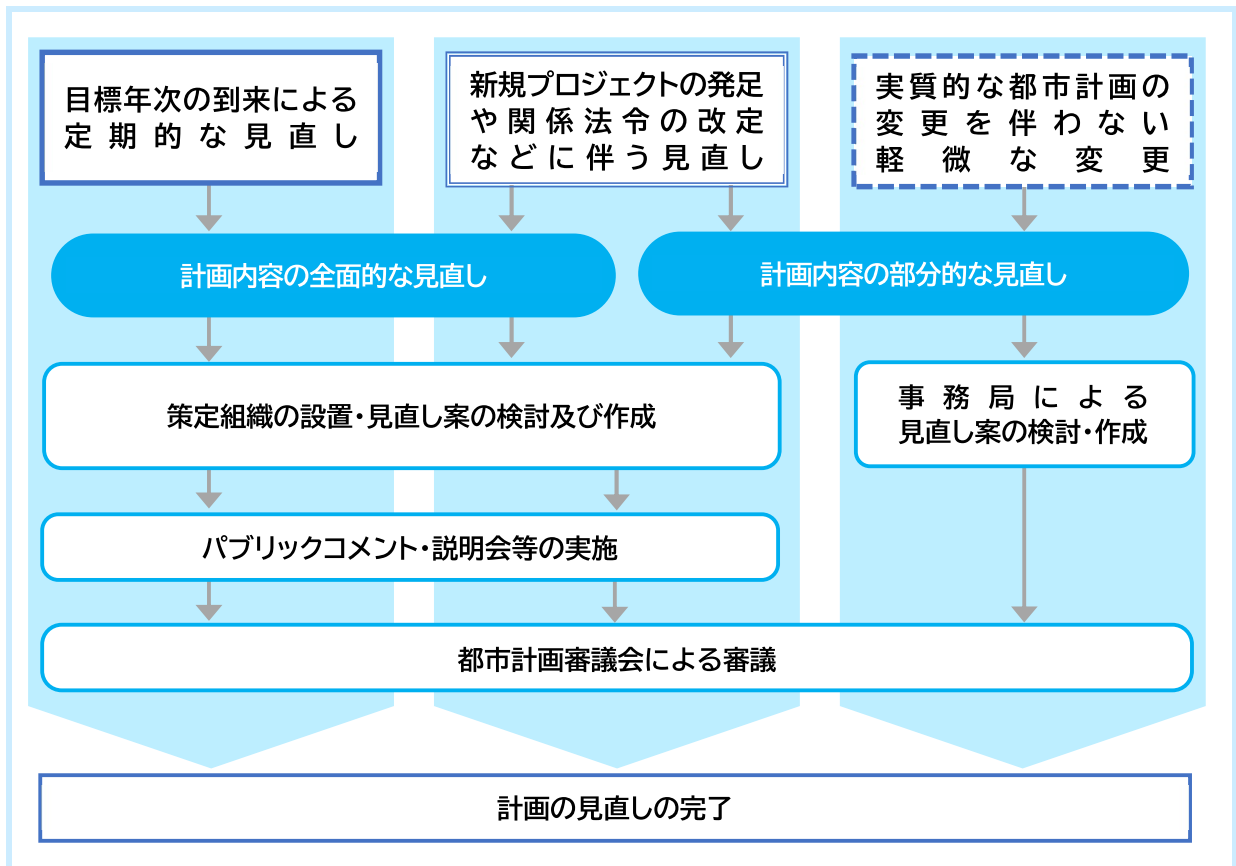 目標年次の到来による
定期的な見直し
新規プロジェクトの発足
や関係法令の改定
などに伴う見直し
実質的な都市計画の
変更を伴わない
軽微な変更
計画内容の全面的な見直し
計画内容の部分的な見直し
策定組織の設置・見直し案の検討及び作成
事務局による
見直し案の検討・作成
パブリックコメント・説明会等の実施
都市計画審議会による審議
計画の見直しの完了